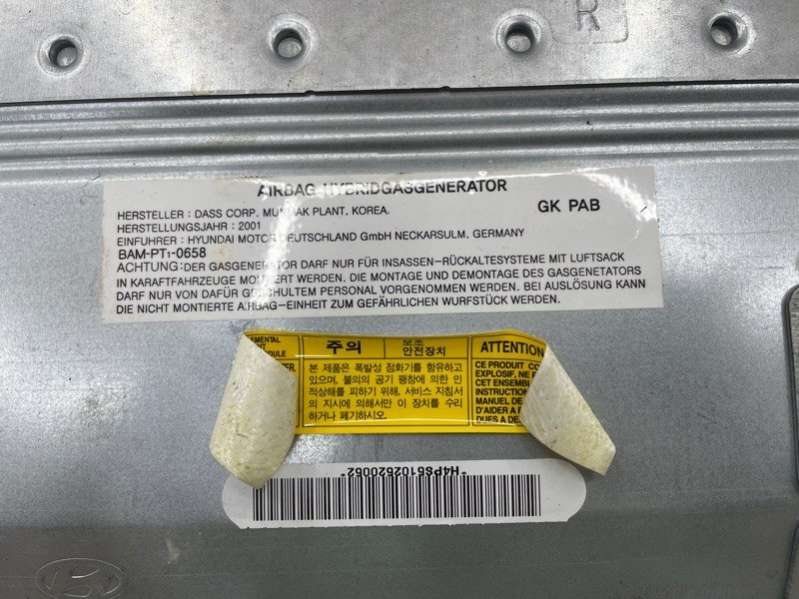 R
AIRBAG HYBRIDGASGENERATOR
HERSTELLER : DASS CORP. MUNMAK PLANT. KOREA.
GK PAB
HERSTELLUNGSJAHR : 2001
EINFUHRER : HYUNDAI MOTOR DEUTSCHLAND GmbH NECKARSULM, GERMANY
BAM-PT1-0658
ACHTUNG: DER GASGENERATOR DARF NUR FÜR INSASSEN-RÜCKALTESYSTEME MIT LUFTSACK
IN KARAFTFAHRZEUGE MONTIERT WERDEN. DIE MONTAGE UND DEMONTAGE DES GASGENETATORS
DARF NUR VON DAFÜR GESCHULTEM PERSONAL VORGENOMMEN WERDEN. BEI AUSLÖSUNG KANN
DIE NICHT MONTIERTE AIRBAG-EINHEIT ZUM GEFÄHRLICHEN WURFSTÜCK WERDEN.
주의
보조
안전장치
ATTENTION
본 제품은 폭발성 점화기를 함유하고
있으며, 불의의 공기 팽창에 의한 인
적상해를 피하기 위해, 서비스 지침서
의 지시에 의해서만 이 장치를 수리
하거나 폐기하시오.
CE PRODUIT
EXPLOSIF,
CET
MANUEL DE
D'AIDER A
*H4PS5102520052*